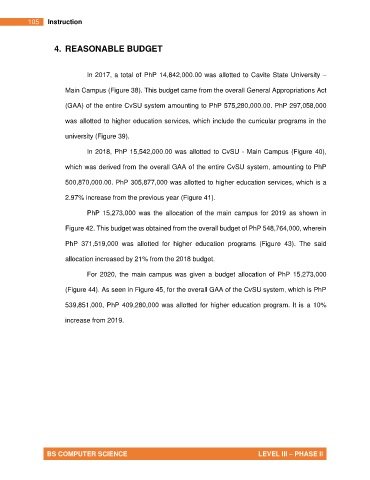 105 Instruction
4. REASONABLE BUDGET
In 2017, a total of PhP 14,842,000.00 was allotted to Cavite State University –
Main Campus (Figure 38). This budget came from the overall General Appropriations Act
(GAA) of the entire CvSU system amounting to PhP 575,280,000.00. PhP 297,058,000
was allotted to higher education services, which include the curricular programs in the
university (Figure 39).
In 2018, PhP 15,542,000.00 was allotted to CvSU - Main Campus (Figure 40),
which was derived from the overall GAA of the entire CvSU system, amounting to PhP
500,870,000.00. PhP 305,877,000 was allotted to higher education services, which is a
2.97% increase from the previous year (Figure 41).
PhP 15,273,000 was the allocation of the main campus for 2019 as shown in
Figure 42. This budget was obtained from the overall budget of PhP 548,764,000, wherein
PhP 371,519,000 was allotted for higher education programs (Figure 43). The said
allocation increased by 21% from the 2018 budget.
For 2020, the main campus was given a budget allocation of PhP 15,273,000
(Figure 44). As seen in Figure 45, for the overall GAA of the CvSU system, which is PhP
539,851,000, PhP 409,280,000 was allotted for higher education program. It is a 10%
increase from 2019.
BS COMPUTER SCIENCE LEVEL III – PHASE II